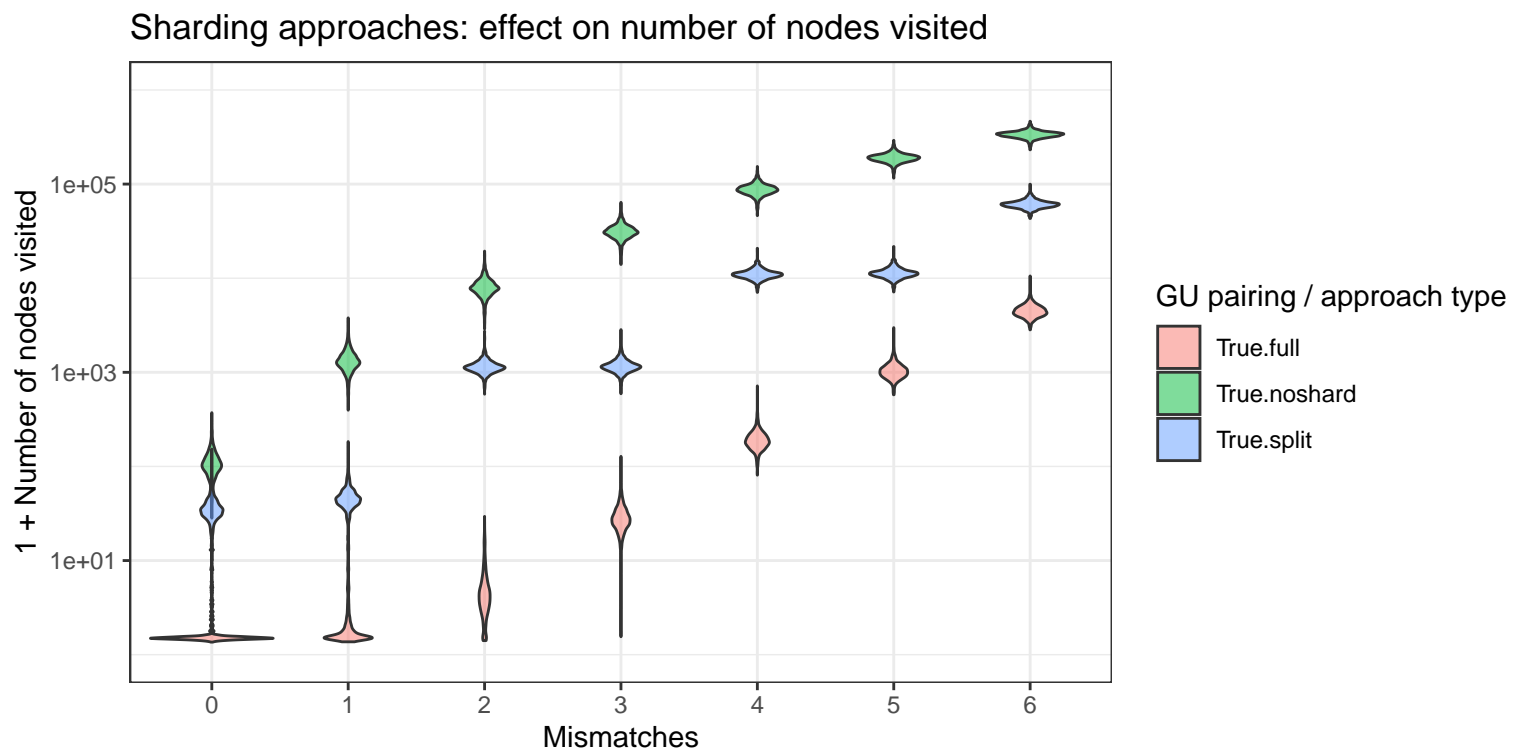 Sharding approaches: effect on number of nodes visited
1 + Number of nodes visited
1e+05
1e+03
1e+01
0 1 2 3 4 5 6
Mismatches
GU pairing / approach type
True.full
True.noshard
True.split